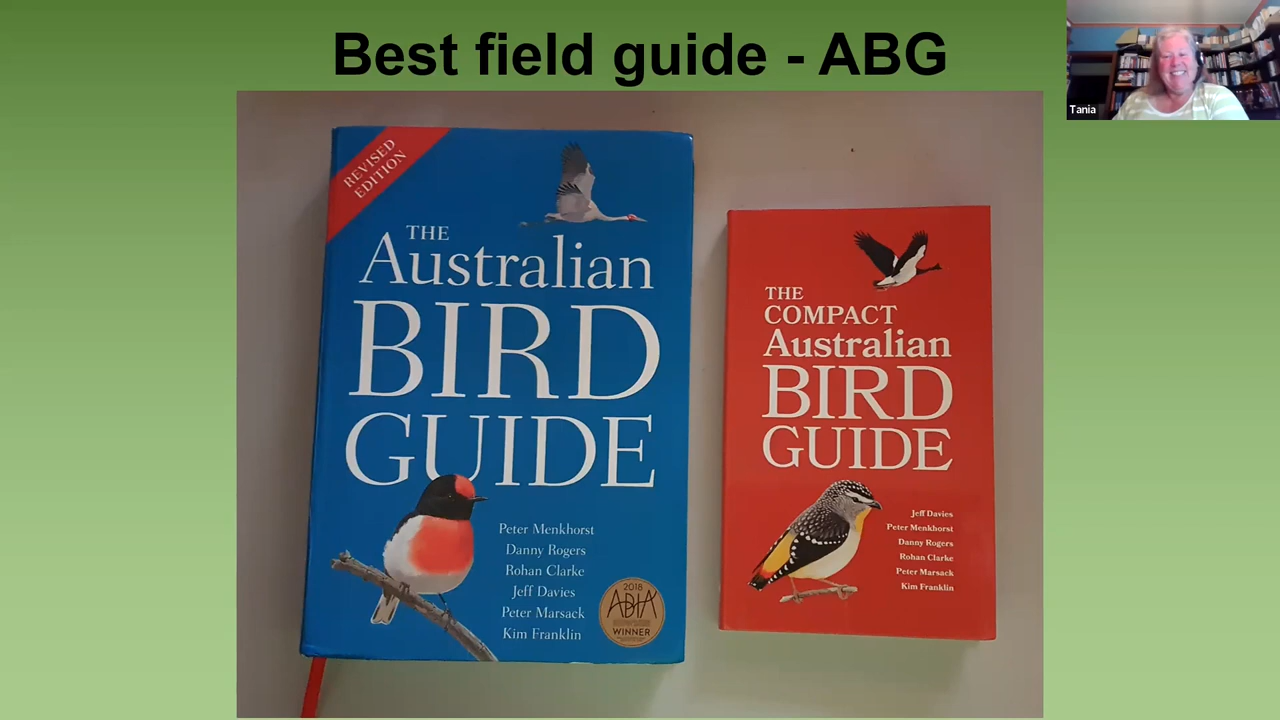 Best field guide - ABG
Tania
REVISED
EDITION
THE
Australian
BIRD
GUIDE
Peter Menkhorst
Danny Rogers
Rohan Clarke
Jeff Davies
Peter Marsack
Kim Franklin
2018
ABIA
WINNER
THE
COMPACT
Australian
BIRD
GUIDE
Jeff Davies
Peter Menkhorst
Danny Rogers
Rohan Clarke
Peter Marsack
Kim Franklin